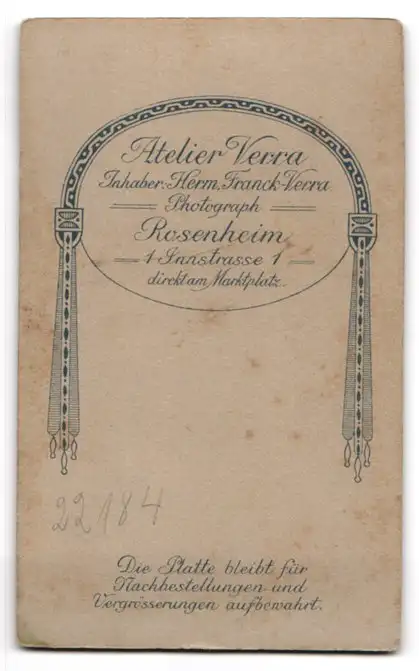 Atelier Verra
Inhaber: Herm. Franck-Verra
Photograph
Rosenheim
1 Innstrasse 1
direkt am Marktplatz.
22184
Die Platte bleibt für
Nachbestellungen und
Vergrösserungen aufbewahrt.